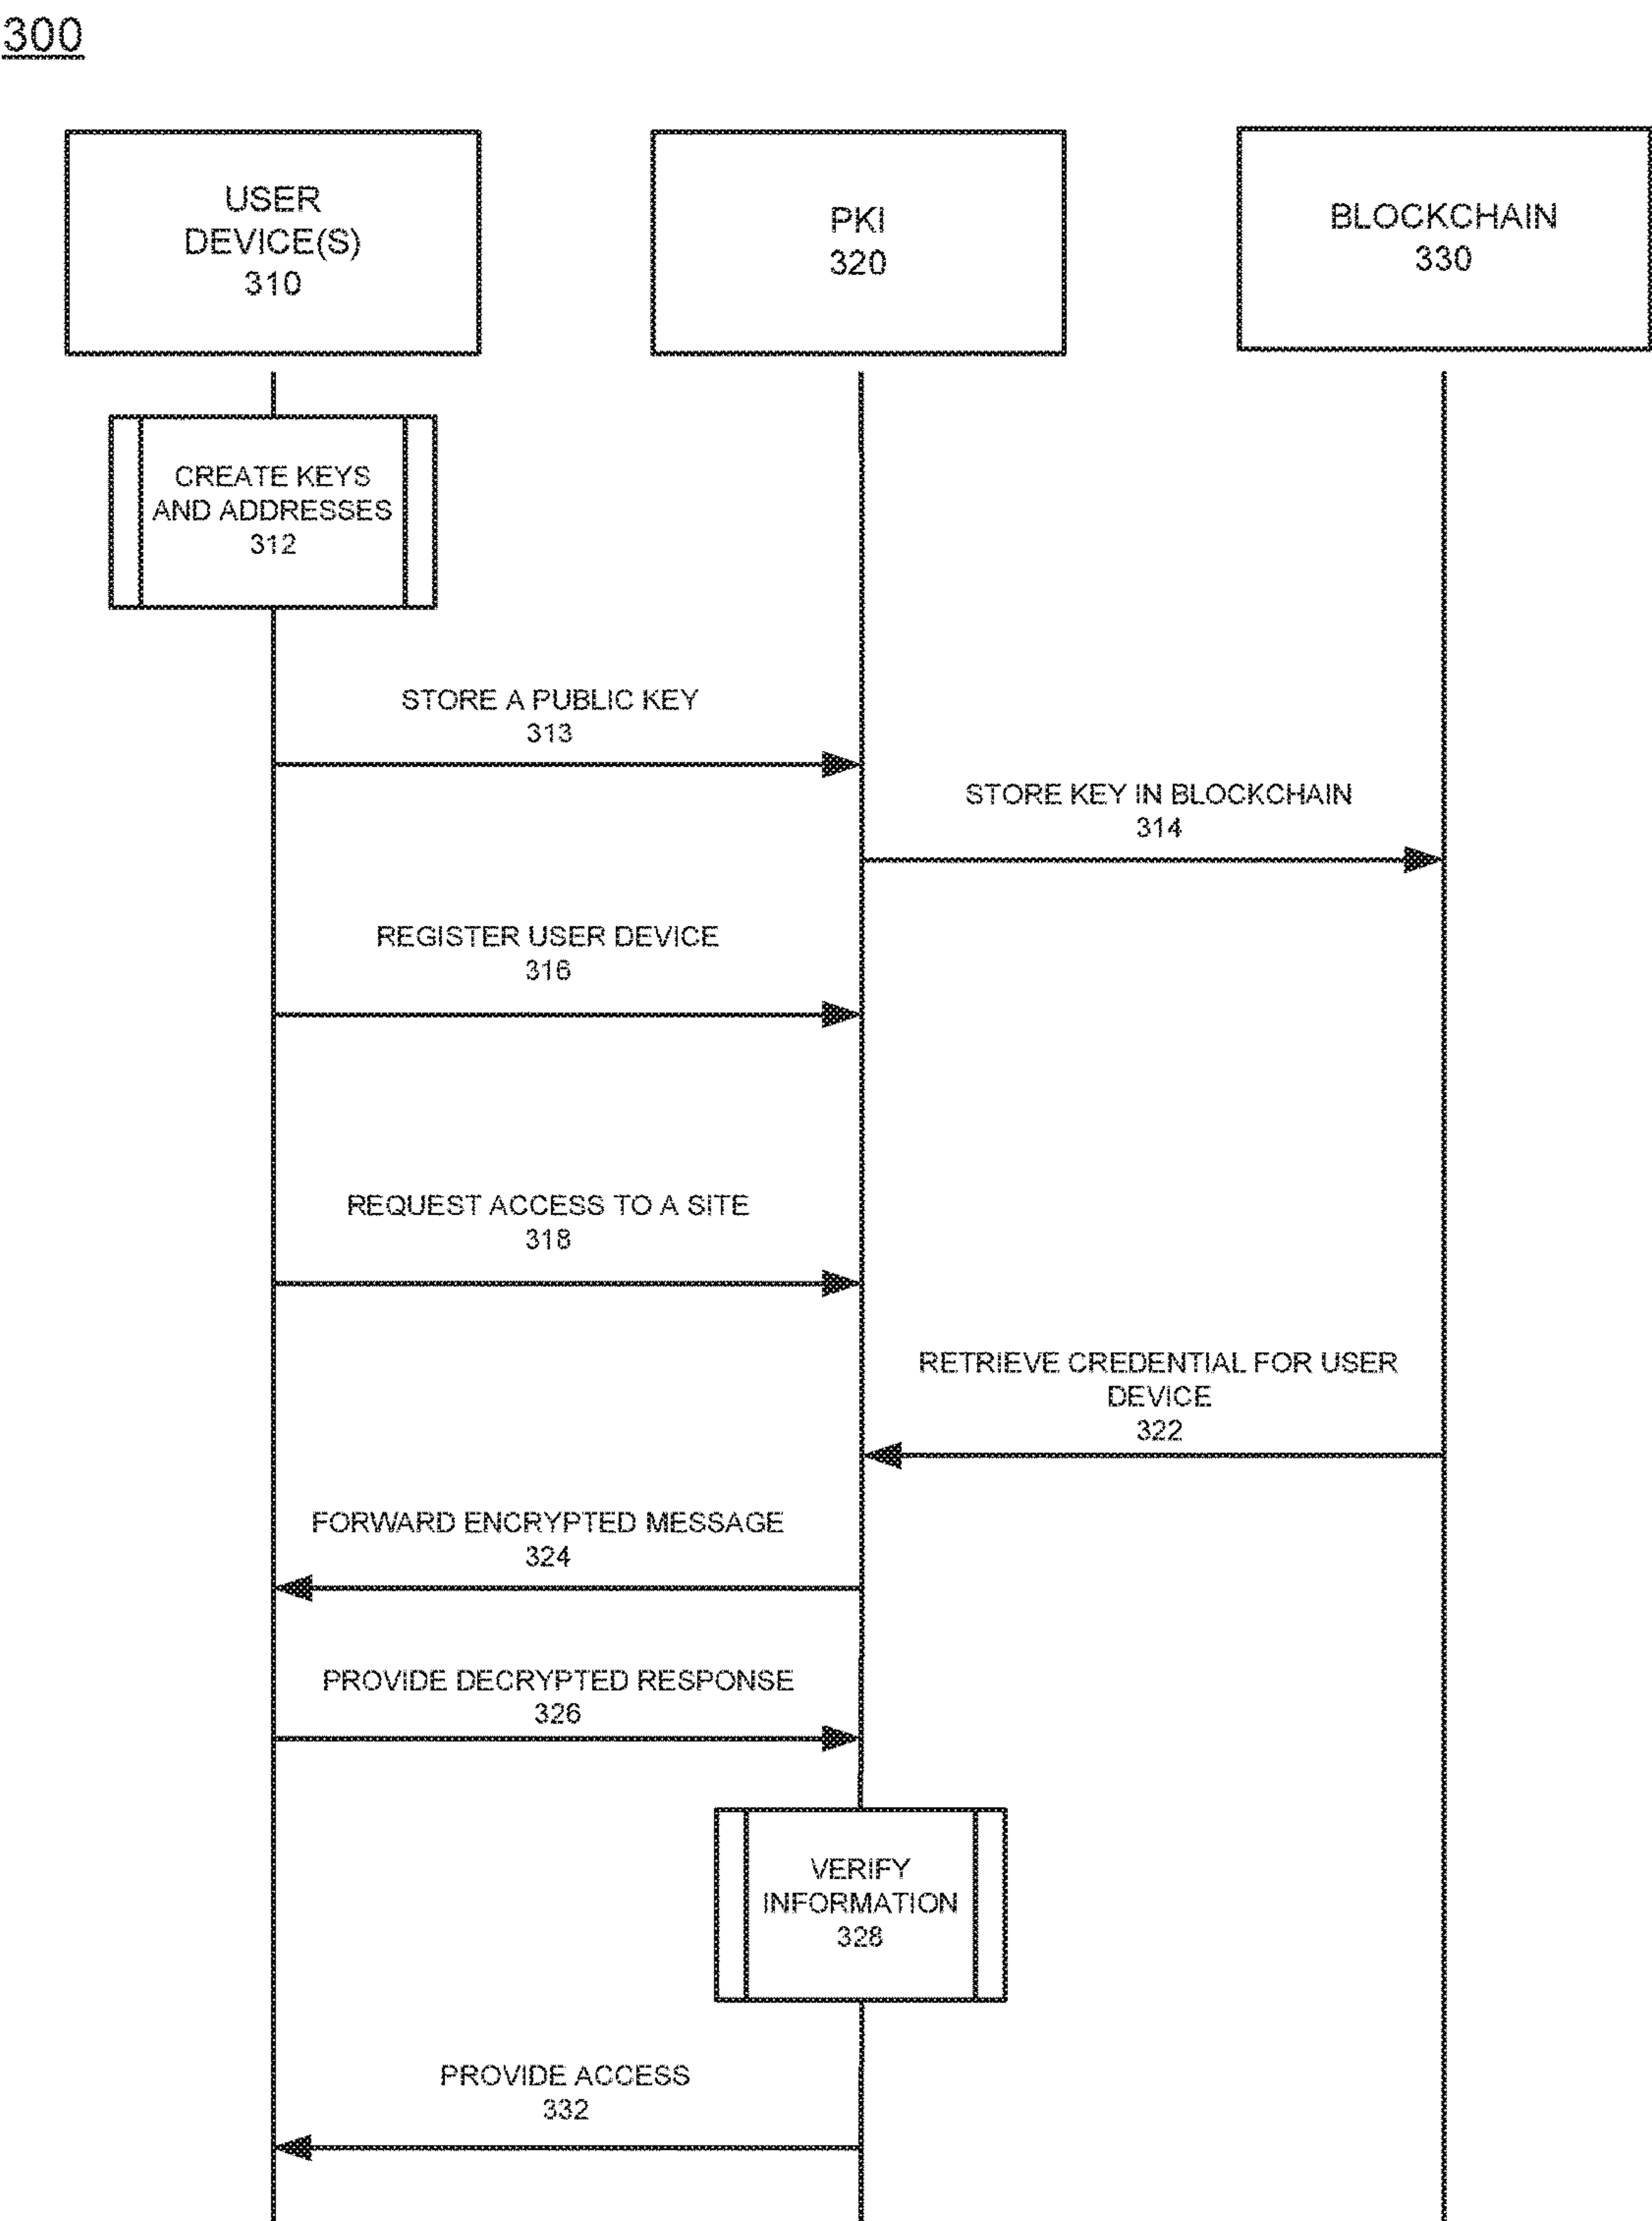 300
USER
DEVICE(S)
310
PKI
320
BLOCKCHAIN
330
CREATE KEYS
AND ADDRESSES
312
STORE A PUBLIC KEY
313
STORE KEY IN BLOCKCHAIN
314
REGISTER USER DEVICE
316
REQUEST ACCESS TO A SITE
318
RETRIEVE CREDENTIAL FOR USER
DEVICE
322
FORWARD ENCRYPTED MESSAGE
324
PROVIDE DECRYPTED RESPONSE
326
VERIFY
INFORMATION
328
PROVIDE ACCESS
332